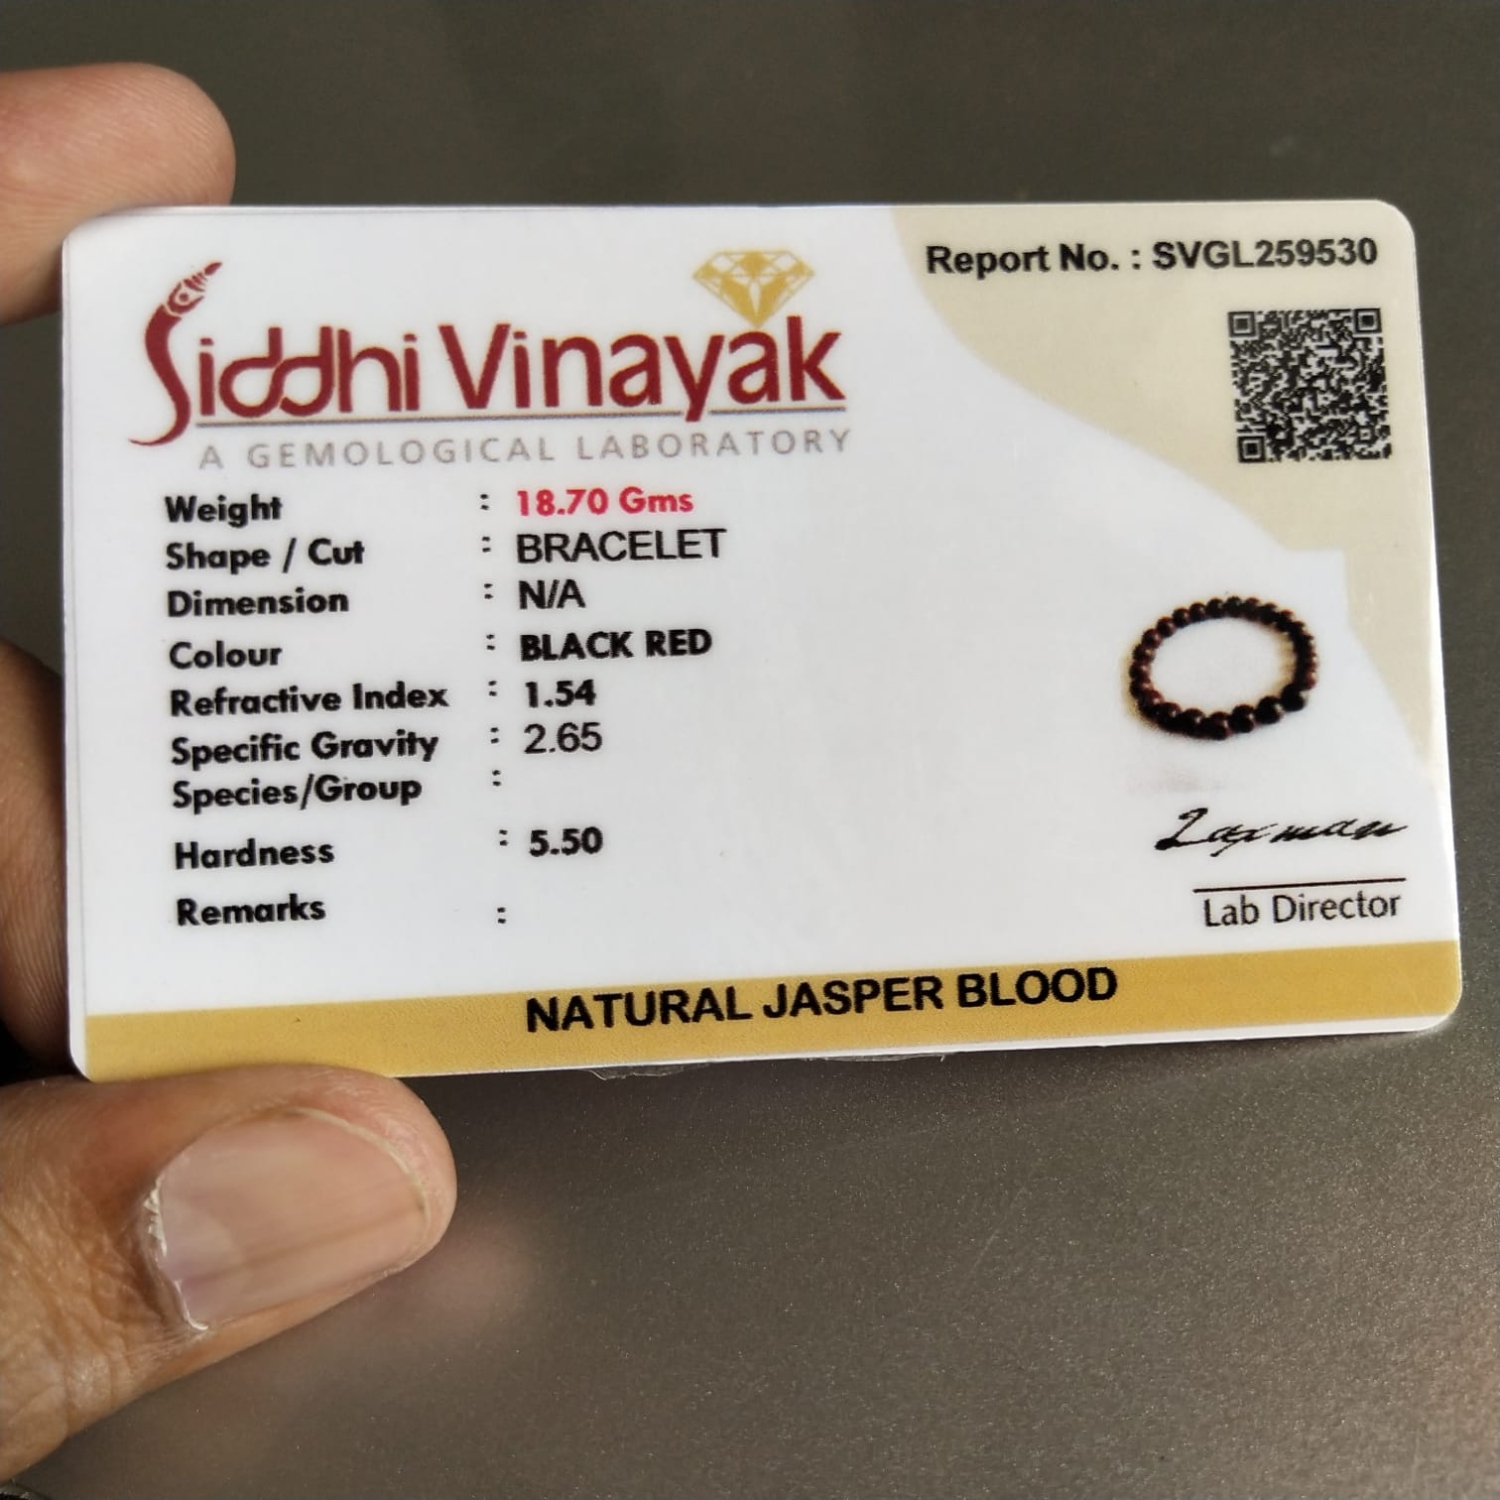 Report No. : SVGL259530
Siddhi Vinayak
A GEMOLOGICAL LABORATORY
Weight : 18.70 Gms
Shape / Cut : BRACELET
Dimension : N/A
Colour : BLACK RED
Refractive Index : 1.54
Specific Gravity : 2.65
Species/Group :
Hardness : 5.50
Remarks :
Laxman
Lab Director
NATURAL JASPER BLOOD